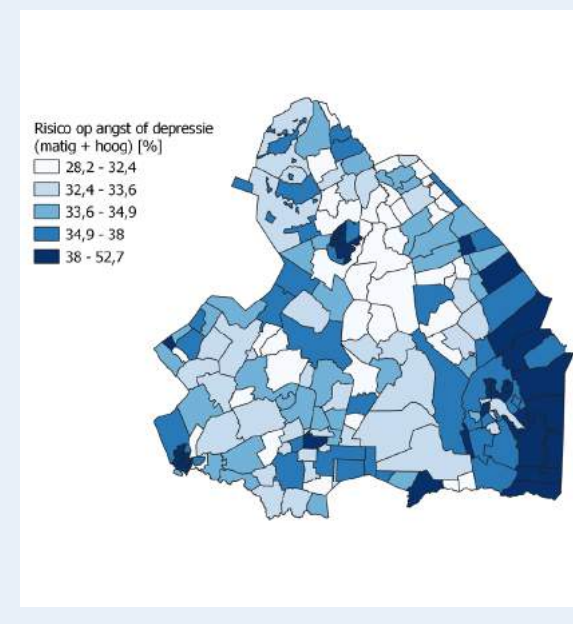 Risico op angst of depressie
(matig + hoog) [%]
28,2 - 32,4
32,4 - 33,6
33,6 - 34,9
34,9 - 38
38 - 52,7